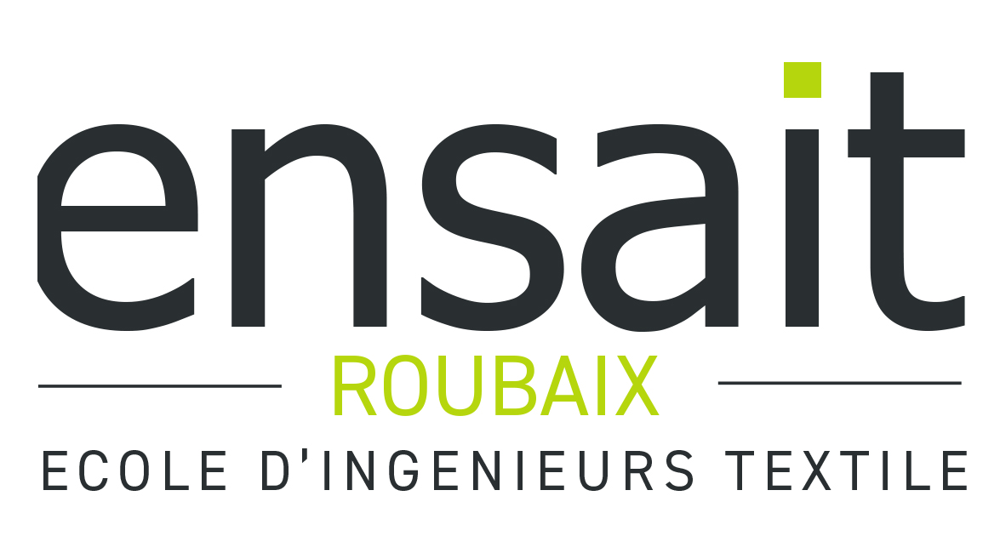 ensait
ROUBAIX
ECOLE D'INGENIEURS TEXTILE